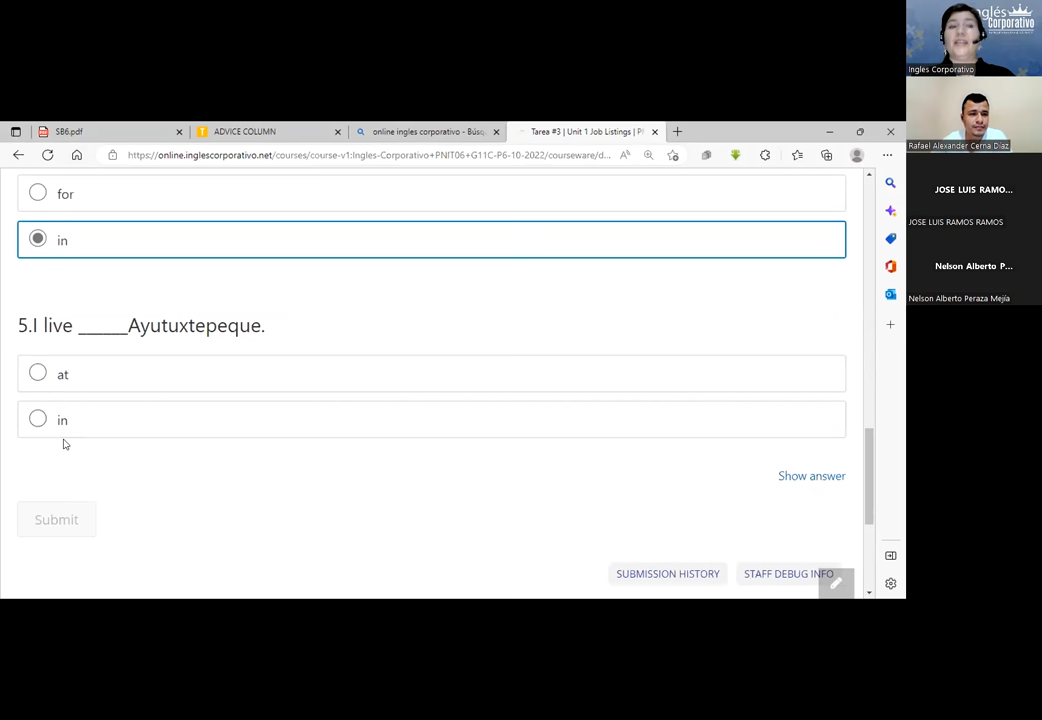 SB6.pdf
ADVICE COLUMN
online ingles corporativo - Búsq
Tarea #3 | Unit 1 Job Listings | P
https://online.inglescorporativo.net/courses/course-v1:Ingles-Corporativo+PNIT06+G11C-P6-10-2022/courseware/d...
for
in
5.I live ______Ayutuxtepeque.
at
in
Show answer
Submit
SUBMISSION HISTORY
STAFF DEBUG INFO
Inglés
Corporativo
Ingles Corporativo
Rafael Alexander Cerna Diaz
JOSE LUIS RAMO...
JOSE LUIS RAMOS RAMOS
Nelson Alberto P...
Nelson Alberto Peraza Mejía